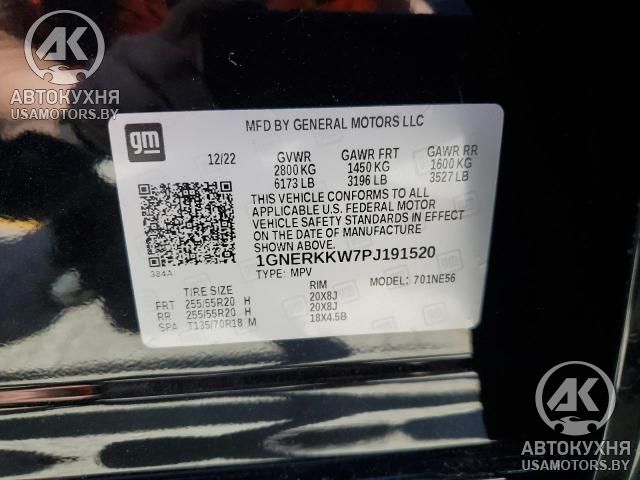 AK
АВТОКУХНЯ
USAMOTORS.BY
gm
MFD BY GENERAL MOTORS LLC
12/22 GVWR GAWR FRT GAWR RR
2800 KG 1450 KG 1600 KG
6173 LB 3196 LB 3527 LB
THIS VEHICLE CONFORMS TO ALL
APPLICABLE U.S. FEDERAL MOTOR
VEHICLE SAFETY STANDARDS IN EFFECT
ON THE DATE OF MANUFACTURE
SHOWN ABOVE.
384A
1GNERKKW7PJ191520
TYPE: MPV MODEL: 701NE56
TIRE SIZE RIM
FRT 255/55R20 H 20X8J
RR 255/55R20 H 20X8J
SPA T135/70R18 M 18X4.5B
AK
АВТОКУХНЯ
USAMOTORS.BY